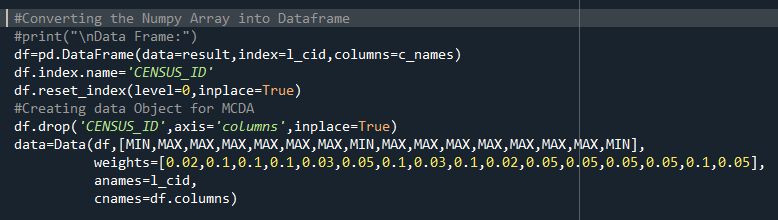 #Converting the Numpy Array into Dataframe
#print("\nData Frame:")
df=pd.DataFrame(data=result,index=l_cid,columns=c_names)
df.index.name='CENSUS_ID'
df.reset_index(level=0,inplace=True)
#Creating data Object for MCDA
df.drop('CENSUS_ID',axis='columns',inplace=True)
data=Data(df,[MIN,MAX,MAX,MAX,MAX,MAX,MAX,MIN,MAX,MAX,MAX,MAX,MAX,MAX,MAX,MIN],
weights=[0.02,0.1,0.1,0.1,0.03,0.05,0.1,0.03,0.1,0.02,0.05,0.05,0.05,0.05,0.1,0.05],
anames=l_cid,
cnames=df.columns)